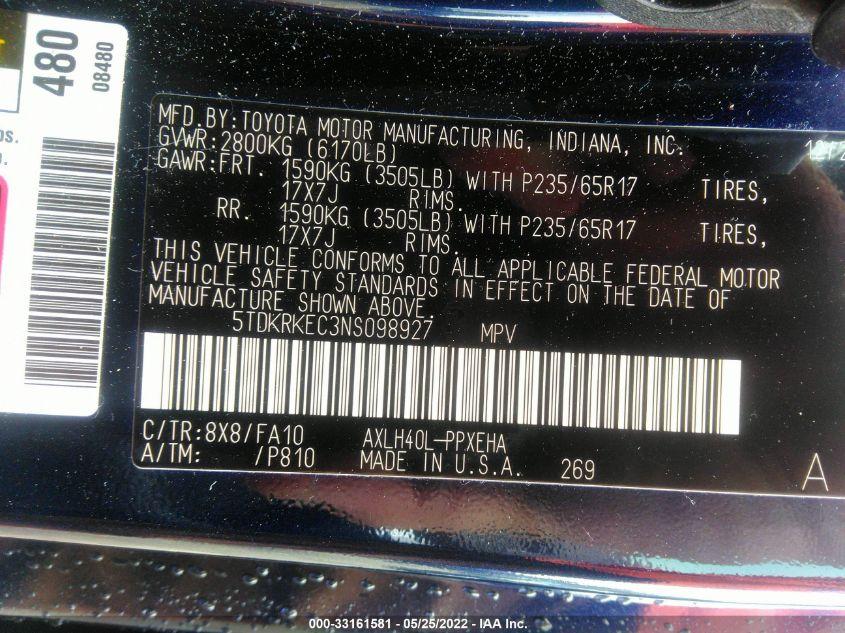 480
08480
MFD.BY:TOYOTA MOTOR MANUFACTURING, INDIANA, INC.
GVWR:2800KG (6170LB)
GAWR:FRT. 1590KG (3505LB) WITH P235/65R17 TIRES,
17X7J RIMS.
RR. 1590KG (3505LB) WITH P235/65R17 TIRES,
17X7J RIMS.
THIS VEHICLE CONFORMS TO ALL APPLICABLE FEDERAL MOTOR
VEHICLE SAFETY STANDARDS IN EFFECT ON THE DATE OF
MANUFACTURE SHOWN ABOVE.
5TDKRKEC3NS098927 MPV
C/TR:8X8/FA10 AXLH40L-PPXEHA
A/TM: /P810 MADE IN U.S.A. 269
A
000-33161581 - 05/25/2022 - IAA Inc.